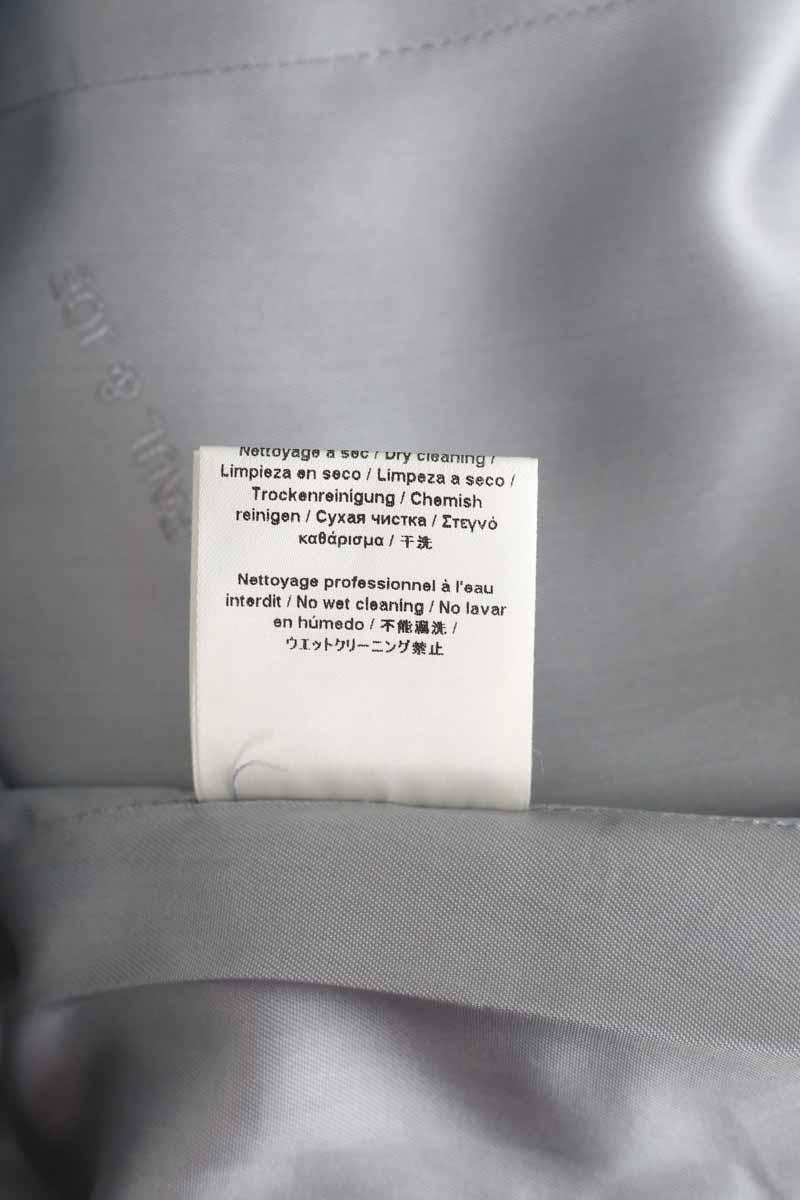 PAUL & JOE
Nettoyage à sec / Dry cleaning /
Limpieza en seco / Limpeza a seco /
Trockenreinigung / Chemish
reinigen / Сухая чистка / Στεγνό
καθάρισμα / 干洗
Nettoyage professionnel à l'eau
interdit / No wet cleaning / No lavar
en húmedo / 不能濕洗 /
ウエットクリーニング禁止